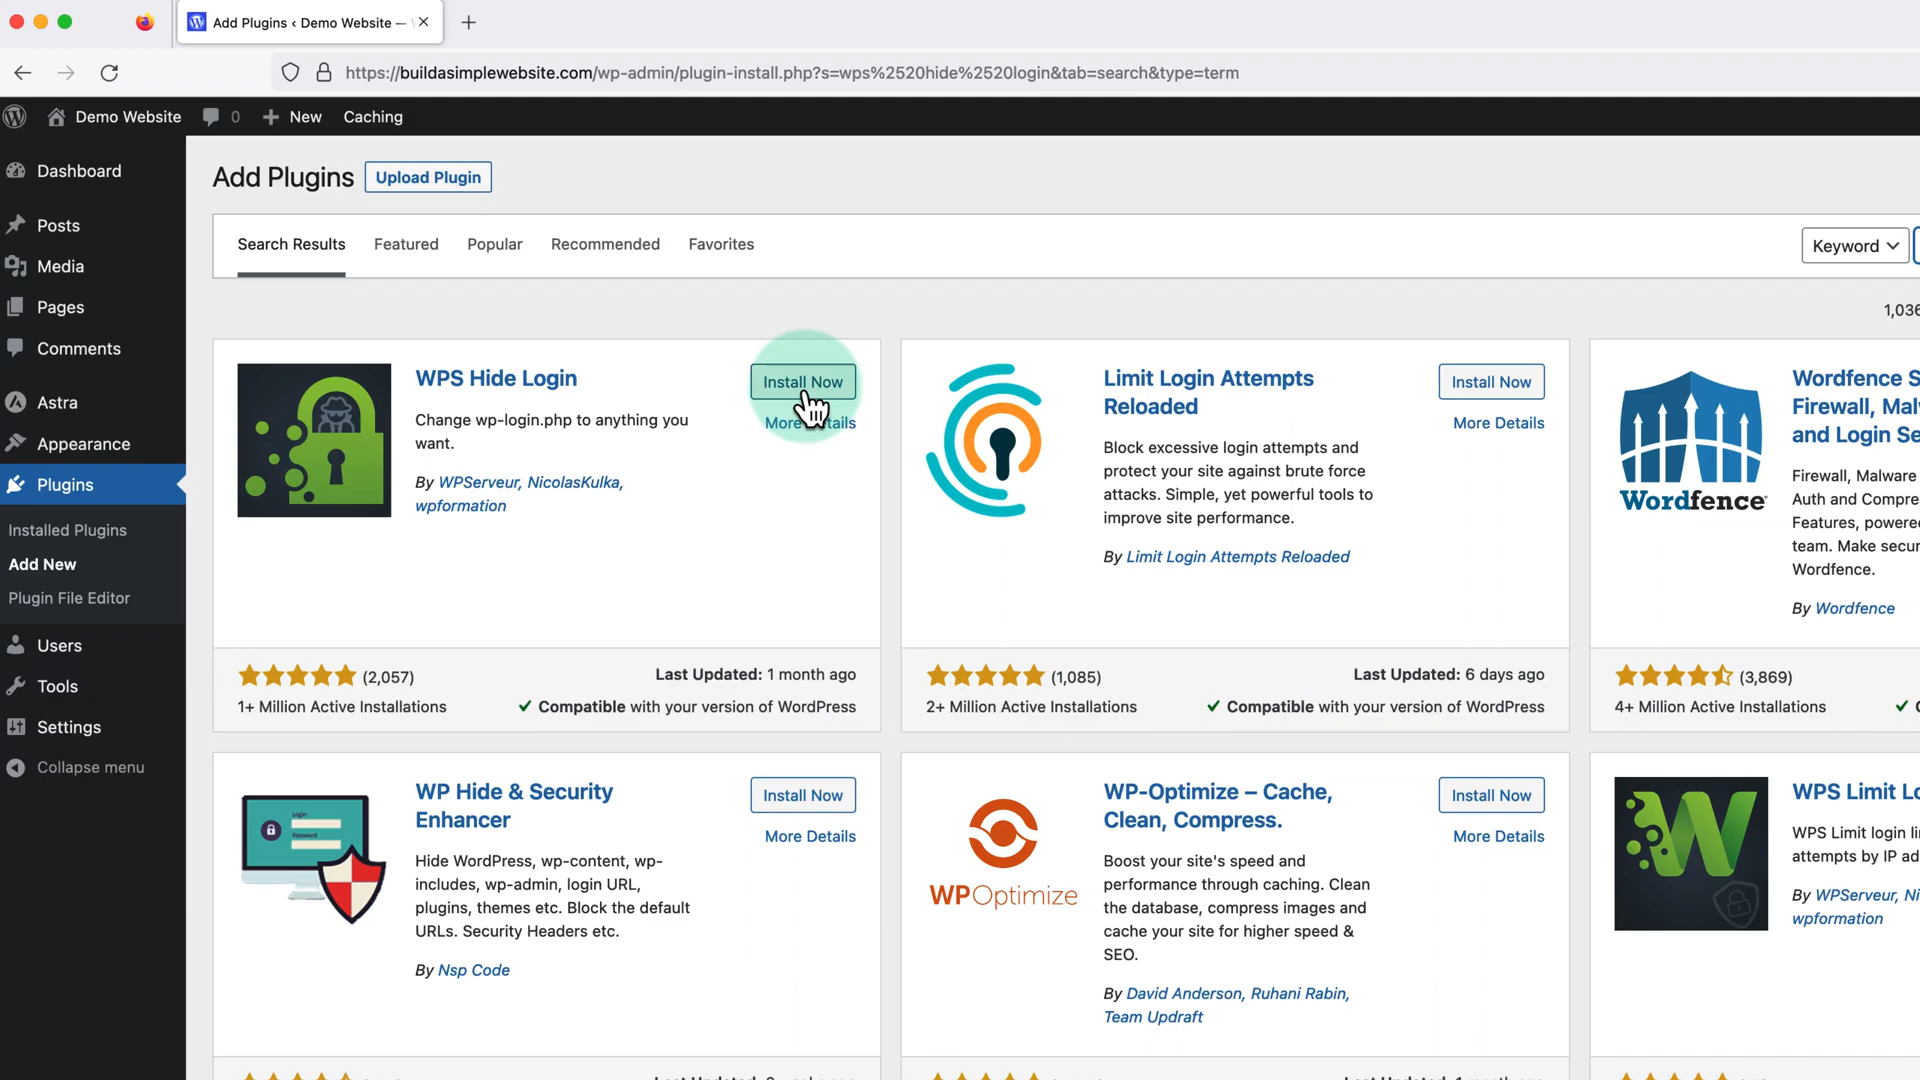 Add Plugins ‹ Demo Website —
https://buildasimplewebsite.com/wp-admin/plugin-install.php?s=wps%2520hide%2520login&tab=search&type=term
Demo Website
0
New
Caching
Dashboard
Posts
Media
Pages
Comments
Astra
Appearance
Plugins
Installed Plugins
Add New
Plugin File Editor
Users
Tools
Settings
Collapse menu
Add Plugins
Upload Plugin
Search Results
Featured
Popular
Recommended
Favorites
Keyword
1,036
WPS Hide Login
Install Now
More Details
Change wp-login.php to anything you
want.
By WPServeur, NicolasKulka,
wpformation
(2,057)
Last Updated: 1 month ago
1+ Million Active Installations
Compatible with your version of WordPress
Limit Login Attempts
Reloaded
Install Now
More Details
Block excessive login attempts and
protect your site against brute force
attacks. Simple, yet powerful tools to
improve site performance.
By Limit Login Attempts Reloaded
(1,085)
Last Updated: 6 days ago
2+ Million Active Installations
Compatible with your version of WordPress
Wordfence
Wordfence S
Firewall, Mal
and Login Se
Firewall, Malware
Auth and Compre
Features, powere
team. Make secur
Wordfence.
By Wordfence
(3,869)
4+ Million Active Installations
WP Hide & Security
Enhancer
Install Now
More Details
Login
Password
Hide WordPress, wp-content, wp-
includes, wp-admin, login URL,
plugins, themes etc. Block the default
URLs. Security Headers etc.
By Nsp Code
WPOptimize
WP-Optimize – Cache,
Clean, Compress.
Install Now
More Details
Boost your site's speed and
performance through caching. Clean
the database, compress images and
cache your site for higher speed &
SEO.
By David Anderson, Ruhani Rabin,
Team Updraft
WPS Limit Lo
WPS Limit login li
attempts by IP ad
By WPServeur, Ni
wpformation